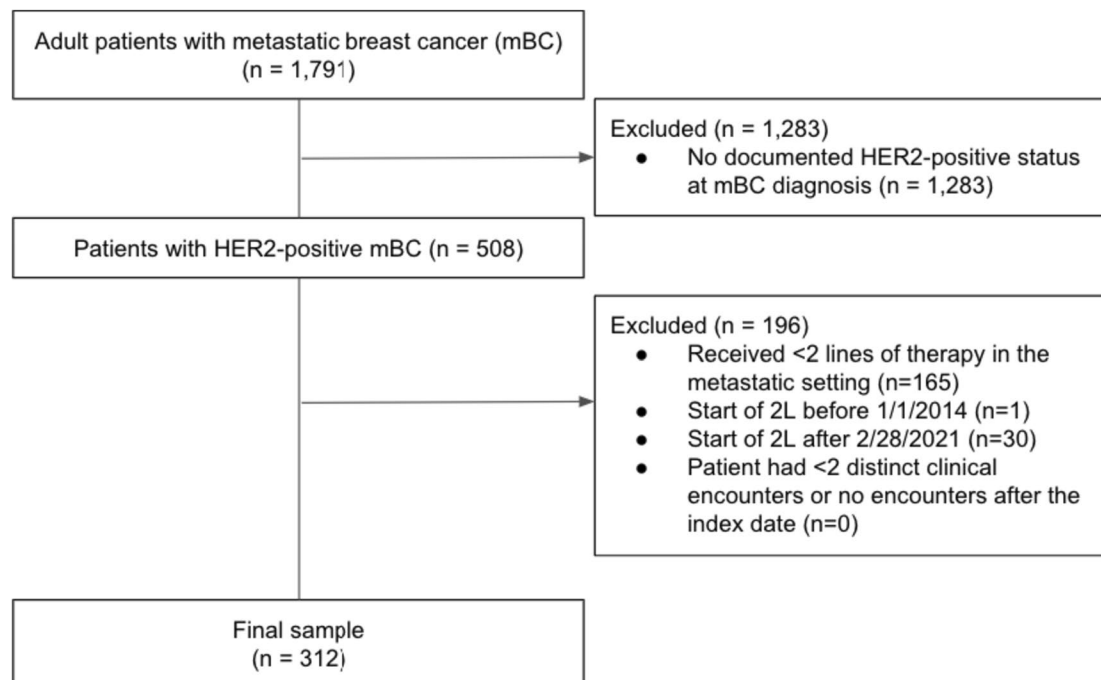 Adult patients with metastatic breast cancer (mBC)
(n = 1,791)
Excluded (n = 1,283)
● No documented HER2-positive status
at mBC diagnosis (n = 1,283)
Patients with HER2-positive mBC (n = 508)
Excluded (n = 196)
● Received <2 lines of therapy in the
metastatic setting (n=165)
● Start of 2L before 1/1/2014 (n=1)
● Start of 2L after 2/28/2021 (n=30)
● Patient had <2 distinct clinical
encounters or no encounters after the
index date (n=0)
Final sample
(n = 312)